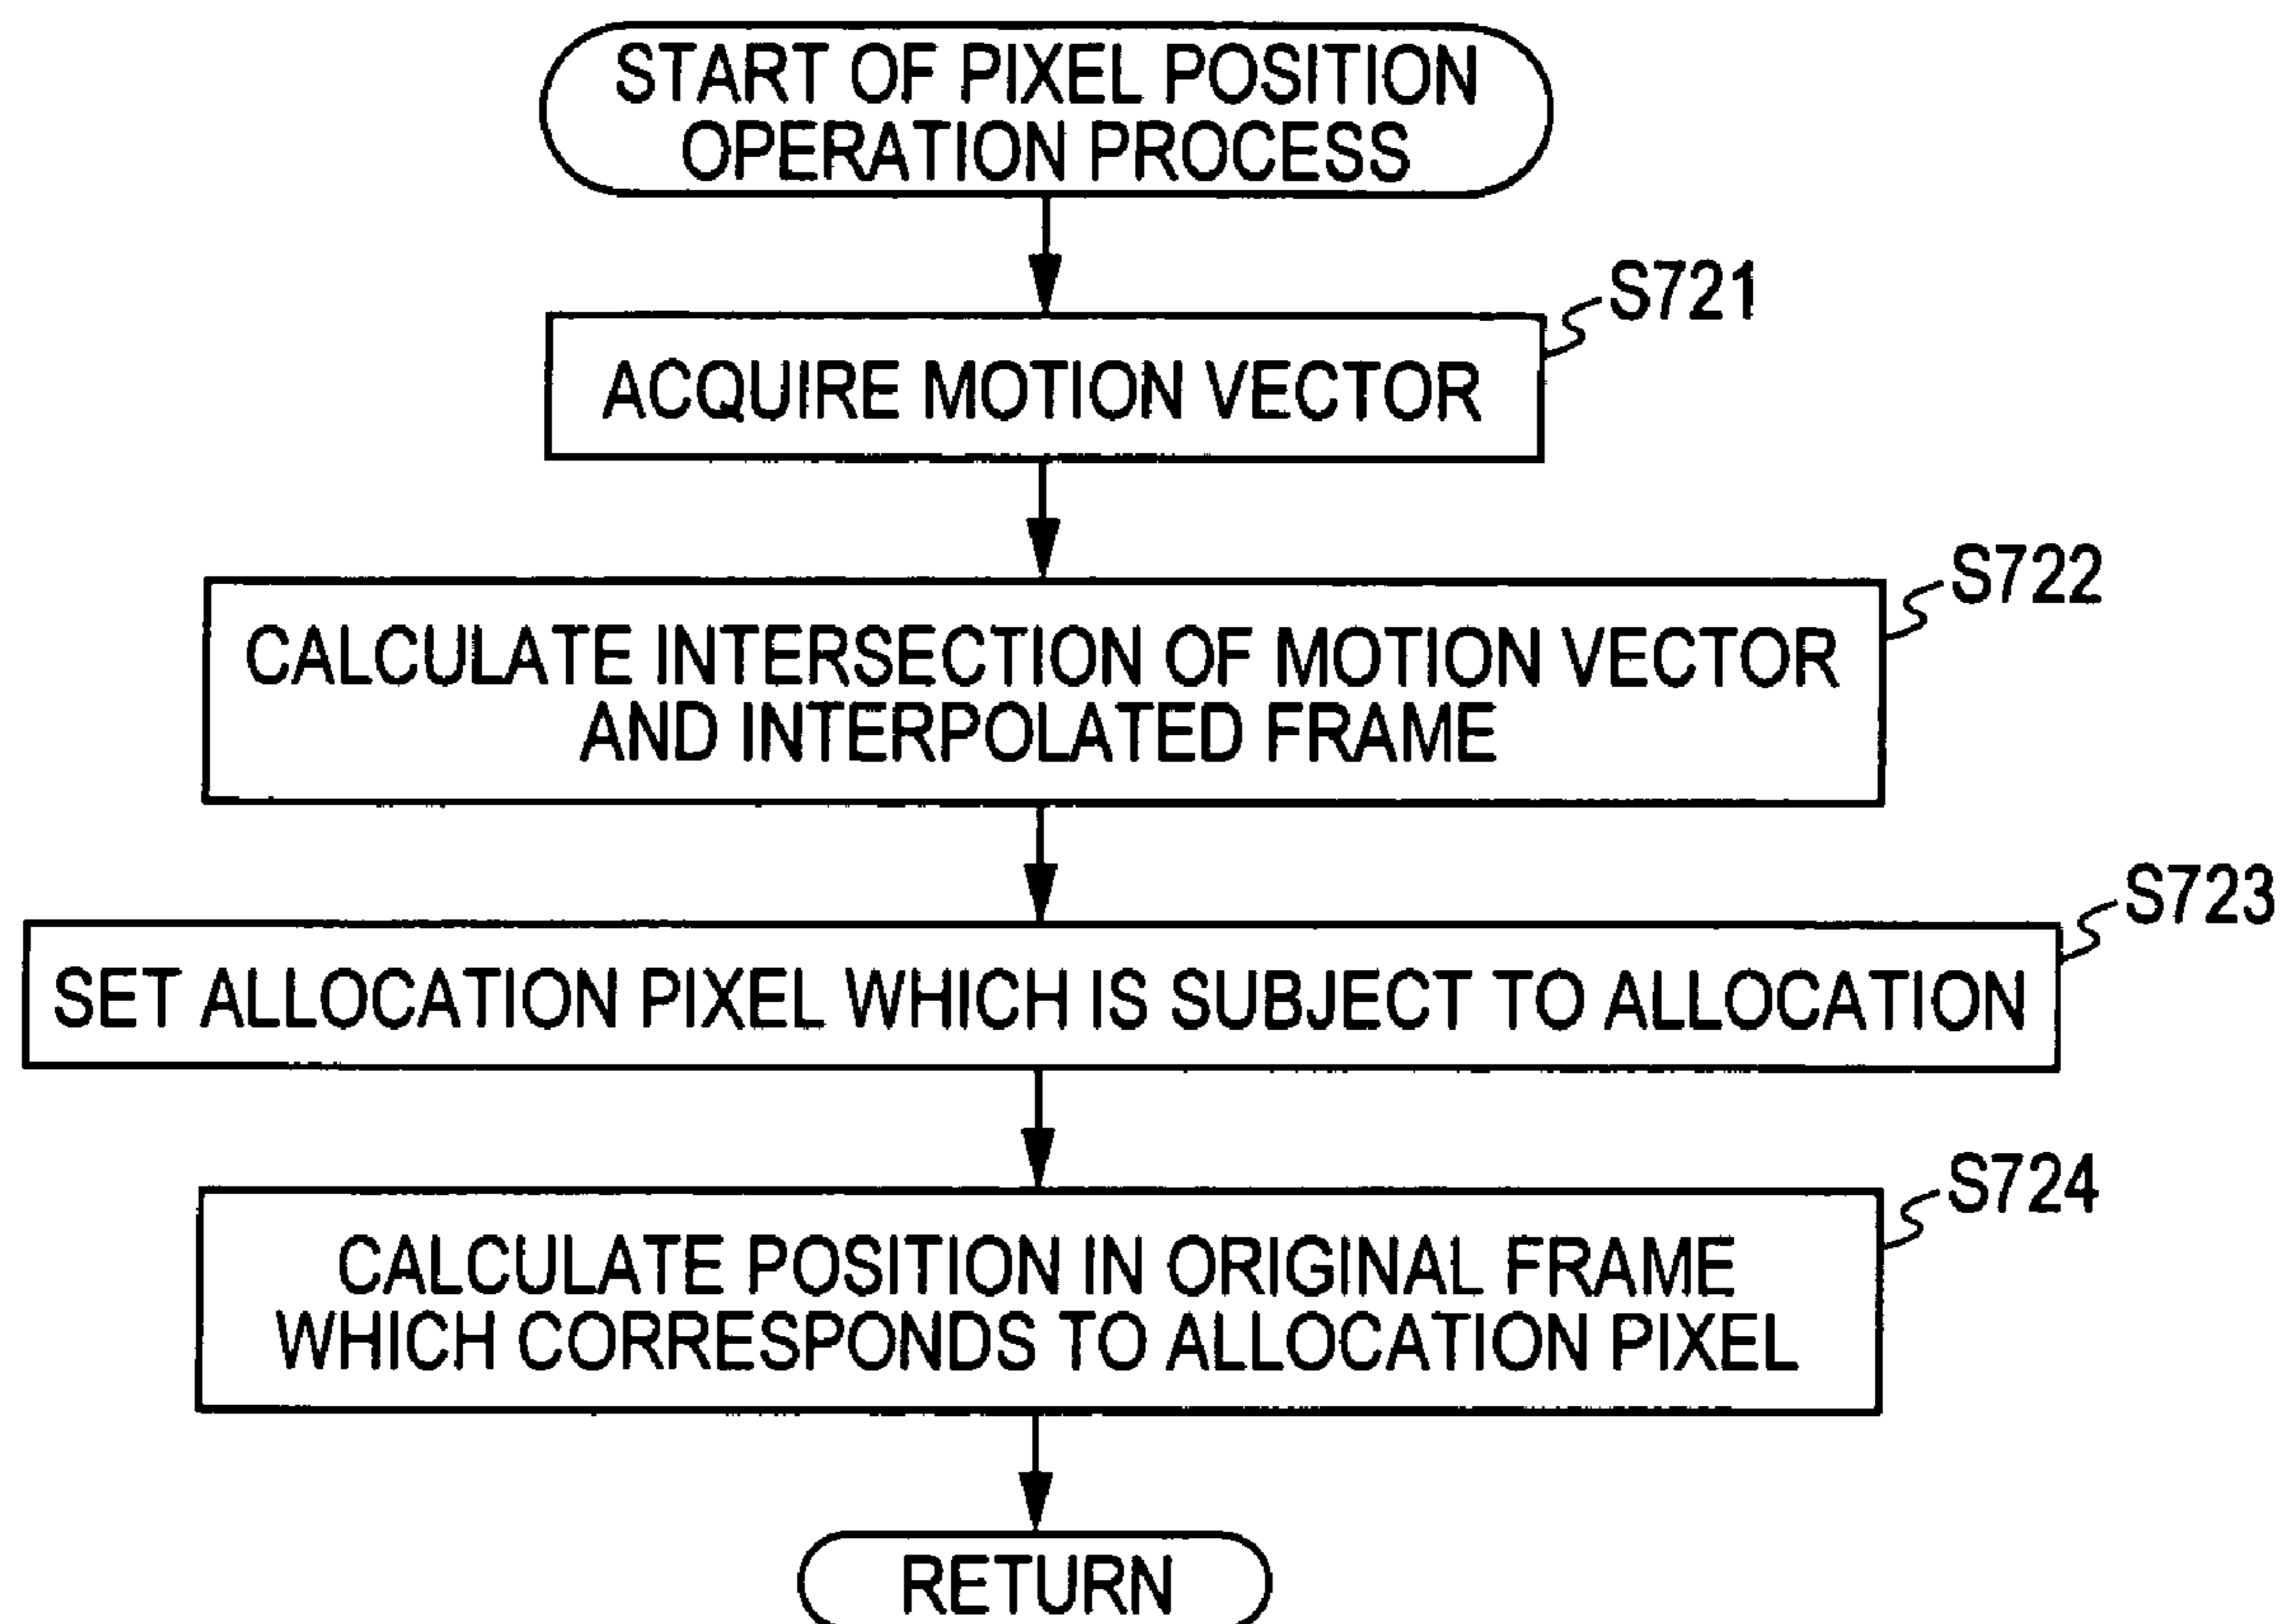 START OF PIXEL POSITION
OPERATION PROCESS
S721
ACQUIRE MOTION VECTOR
S722
CALCULATE INTERSECTION OF MOTION VECTOR
AND INTERPOLATED FRAME
S723
SET ALLOCATION PIXEL WHICH IS SUBJECT TO ALLOCATION
S724
CALCULATE POSITION IN ORIGINAL FRAME
WHICH CORRESPONDS TO ALLOCATION PIXEL
RETURN